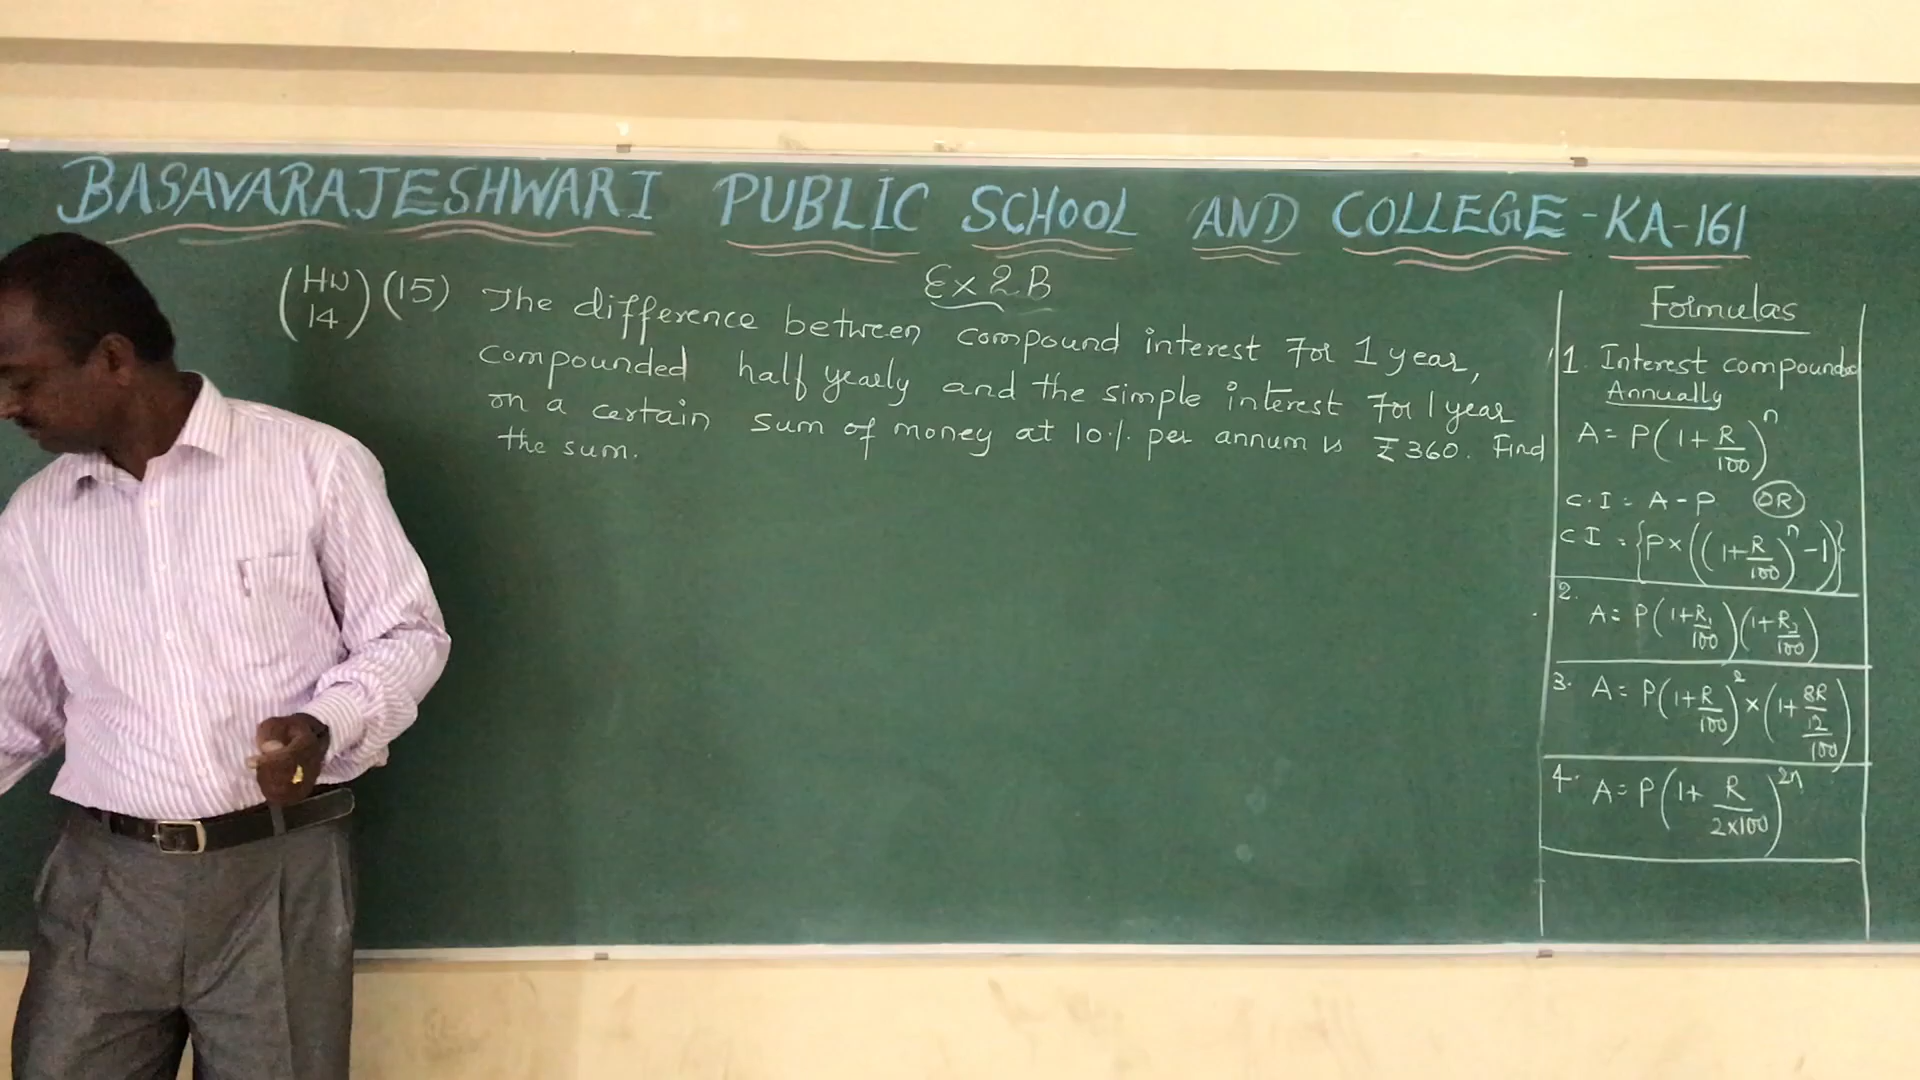 BASAVARAJESHWARI PUBLIC SCHOOL AND COLLEGE-KA-161
Ex 2B
(HW 14) (15) The difference between compound interest for 1 year,
compounded half yearly and the simple interest for 1 year
on a certain sum of money at 10% per annum is ₹360. Find
the sum.
Formulas
1. Interest compounded
Annually
A = P(1+R/100)^n
C.I = A - P OR
CI = {P×((1+R/100)^n -1)}
2.
A = P(1+R₁/100)(1+R₂/100)
3. A = P(1+R/100)^2 × (1+8R/12/100)
4. A = P(1+R/2×100)^2n